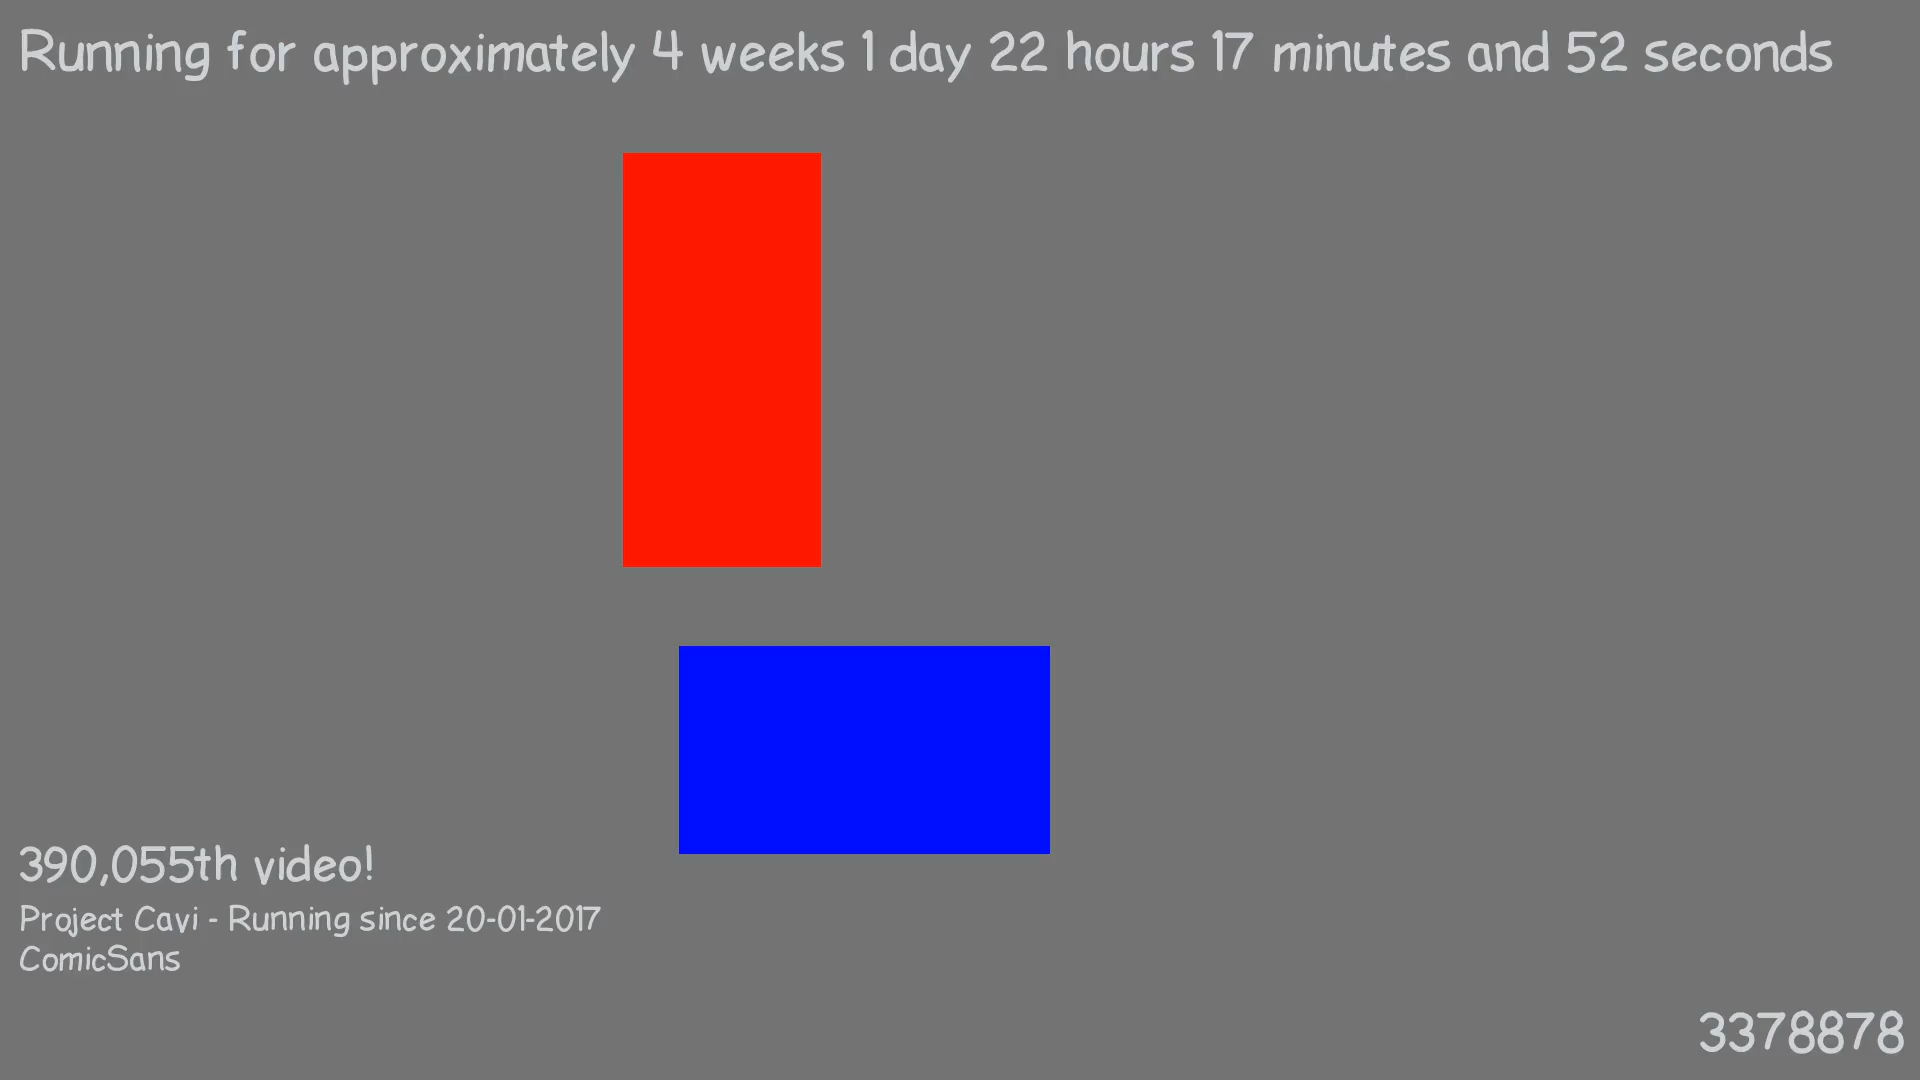 Running for approximately 4 weeks 1 day 22 hours 17 minutes and 52 seconds
390,055th video!
Project Cavi - Running since 20-01-2017
ComicSans
3378878